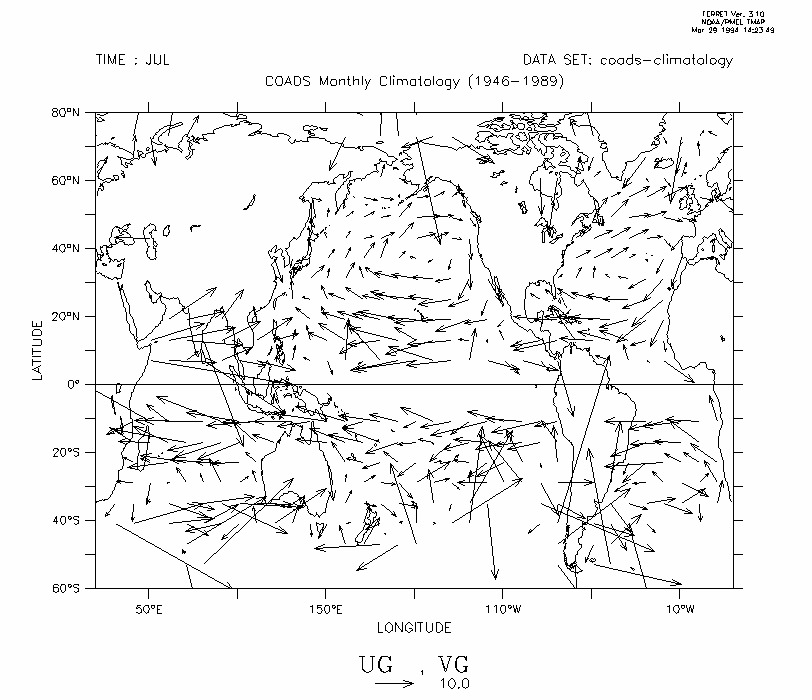 FERRET Ver. 3.10
NOAA/PMEL TMAP
Mar 29 1994 14:23:49
TIME : JUL
DATA SET: coads-climatology
COADS Monthly Climatology (1946-1989)
80°N
60°N
40°N
20°N
0°
20°S
40°S
60°S
LATITUDE
50°E
150°E
110°W
10°W
LONGITUDE
UG , VG
10.0